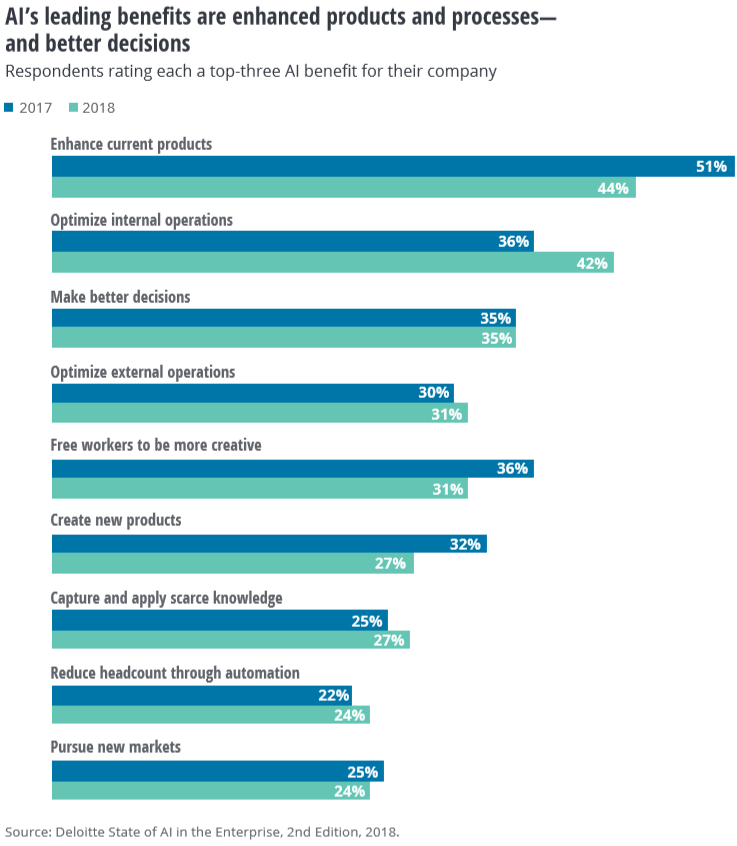 AI’s leading benefits are enhanced products and processes—
and better decisions
Respondents rating each a top-three AI benefit for their company
2017 2018
Enhance current products
51%
44%
Optimize internal operations
36%
42%
Make better decisions
35%
35%
Optimize external operations
30%
31%
Free workers to be more creative
36%
31%
Create new products
32%
27%
Capture and apply scarce knowledge
25%
27%
Reduce headcount through automation
22%
24%
Pursue new markets
25%
24%
Source: Deloitte State of AI in the Enterprise, 2nd Edition, 2018.